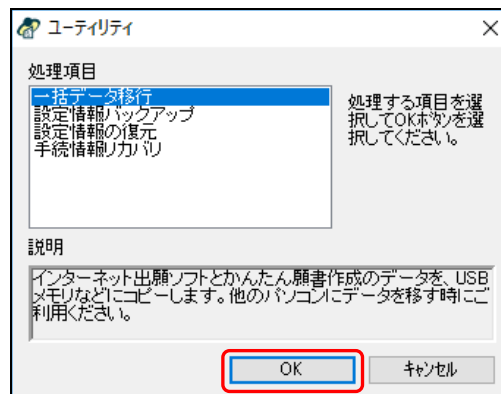 ユーティリティ
処理項目
一括データ移行
設定情報バックアップ
設定情報の復元
手続情報リカバリ
処理する項目を選
択してOKボタンを選
択してください。
説明
インターネット出願ソフトとかんたん願書作成のデータを、USB
メモリなどにコピーします。他のパソコンにデータを移す時にご
利用ください。
OK
キャンセル